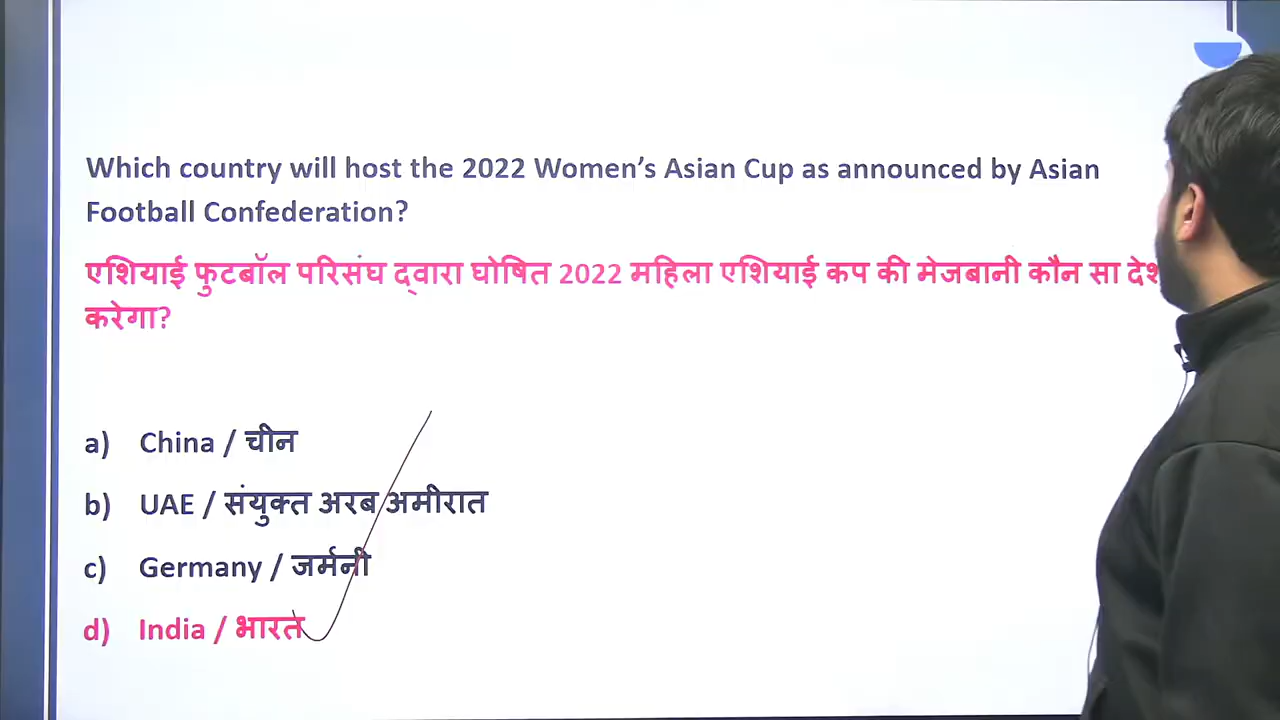 Which country will host the 2022 Women's Asian Cup as announced by Asian
Football Confederation?
एशियाई फुटबॉल परिसंघ द्वारा घोषित 2022 महिला एशियाई कप की मेजबानी कौन सा देश
करेगा?
a) China / चीन
b) UAE / संयुक्त अरब अमीरात
c) Germany / जर्मनी
d) India / भारत